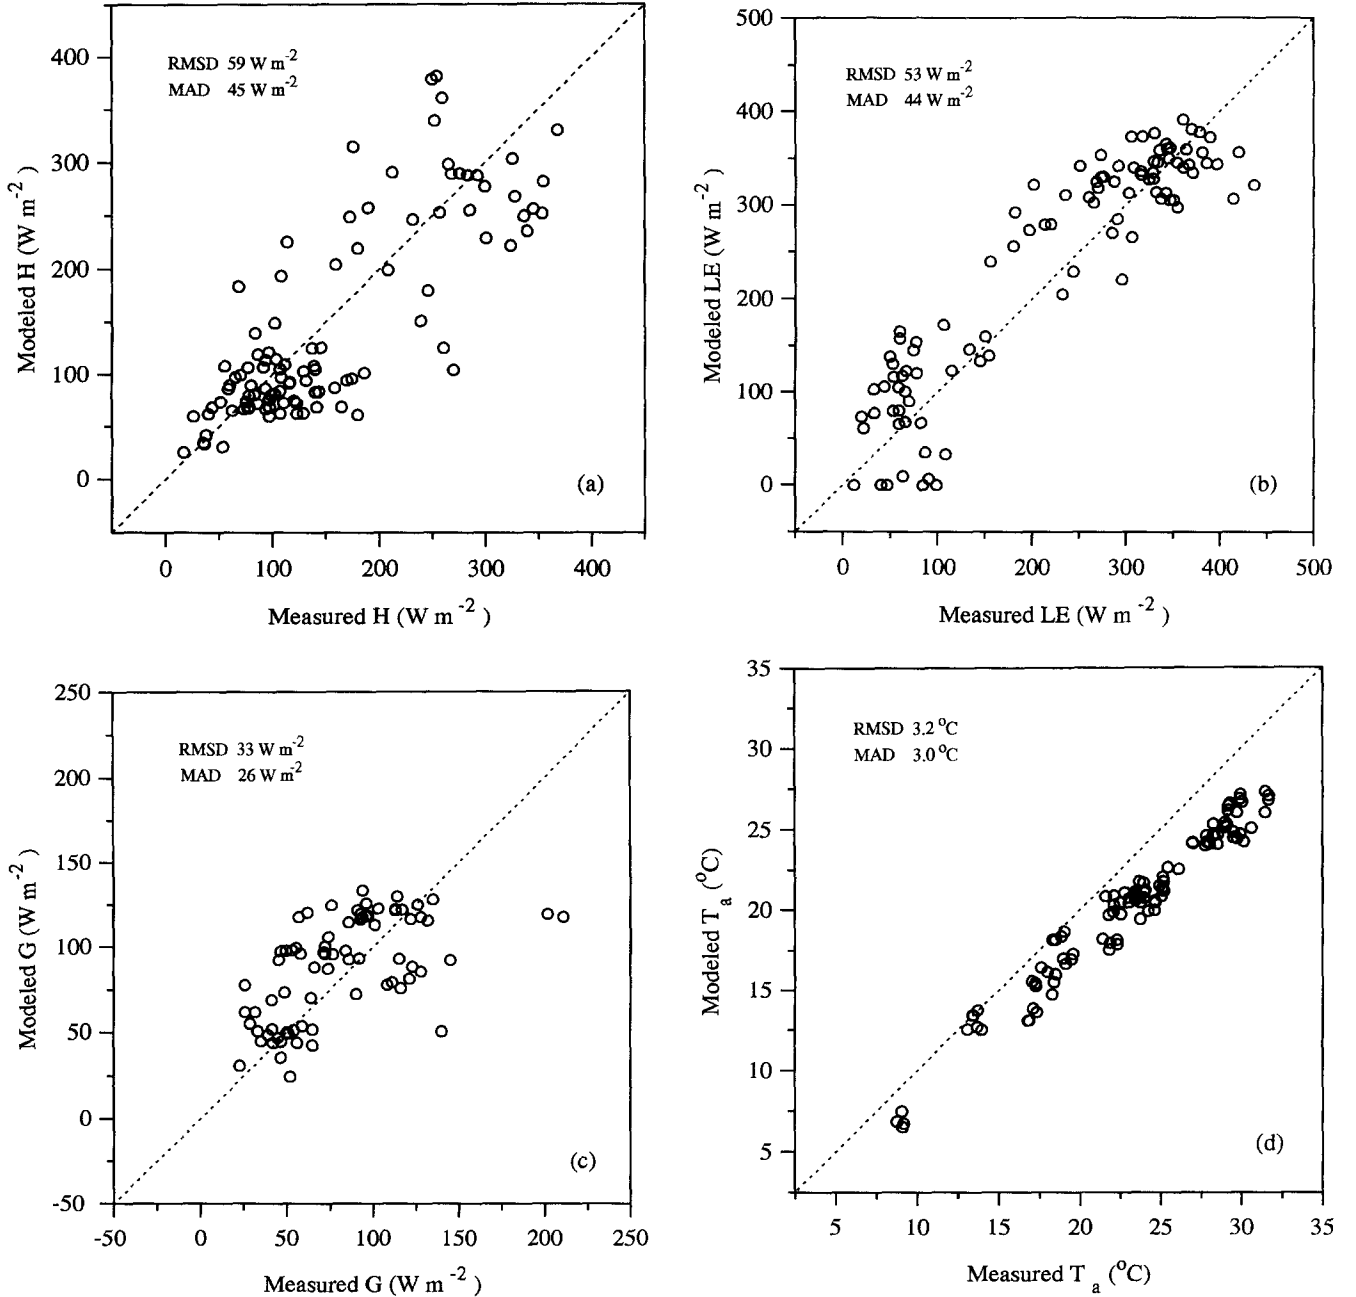 400
300
200
100
0
Modeled H (W m⁻²)
RMSD 59 W m⁻²
MAD 45 W m⁻²
(a)
0 100 200 300 400
Measured H (W m⁻²)
500
400
300
200
100
0
Modeled LE (W m⁻²)
RMSD 53 W m⁻²
MAD 44 W m⁻²
(b)
0 100 200 300 400 500
Measured LE (W m⁻²)
250
200
150
100
50
0
-50
Modeled G (W m⁻²)
RMSD 33 W m⁻²
MAD 26 W m⁻²
(c)
-50 0 50 100 150 200 250
Measured G (W m⁻²)
35
30
25
20
15
10
5
Modeled Tₐ (°C)
RMSD 3.2 °C
MAD 3.0 °C
(d)
5 10 15 20 25 30 35
Measured Tₐ (°C)